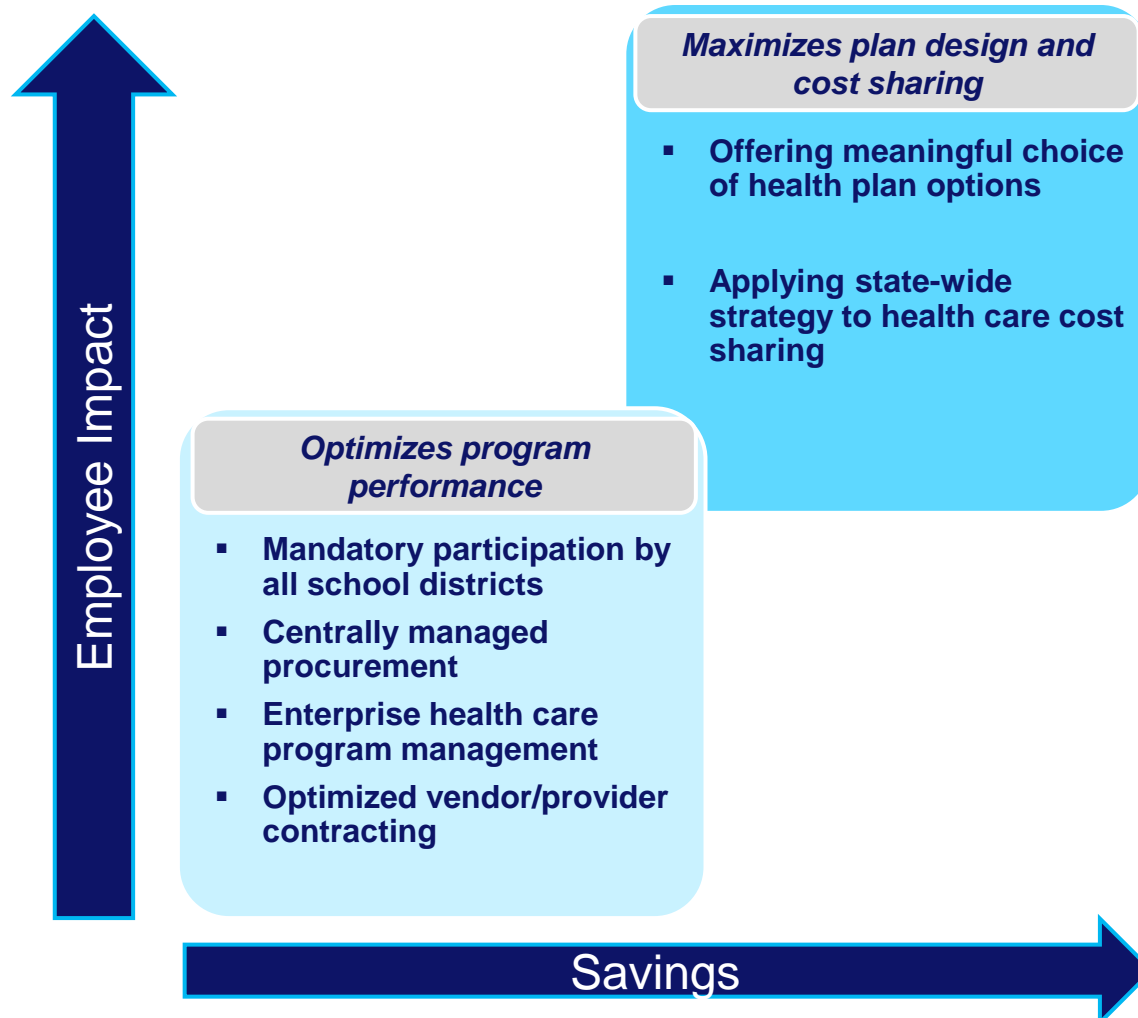 Maximizes plan design and
cost sharing
▪ Offering meaningful choice
of health plan options
▪ Applying state-wide
strategy to health care cost
sharing
Employee Impact
Optimizes program
performance
▪ Mandatory participation by
all school districts
▪ Centrally managed
procurement
▪ Enterprise health care
program management
▪ Optimized vendor/provider
contracting
Savings